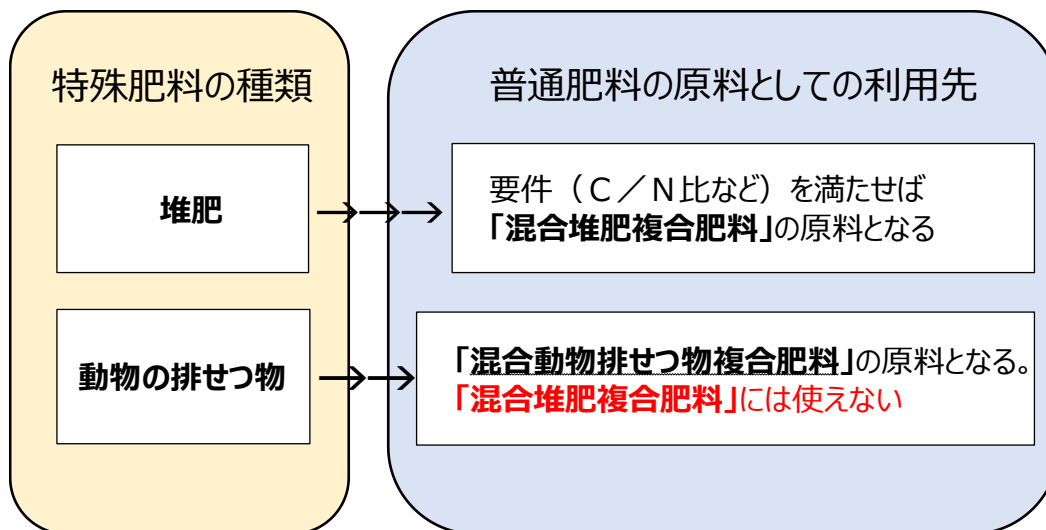 特殊肥料の種類
普通肥料の原料としての利用先
堆肥
→→→
要件（Ｃ／Ｎ比など）を満たせば
「混合堆肥複合肥料」の原料となる
動物の排せつ物
→→→
「混合動物排せつ物複合肥料」の原料となる。
「混合堆肥複合肥料」には使えない